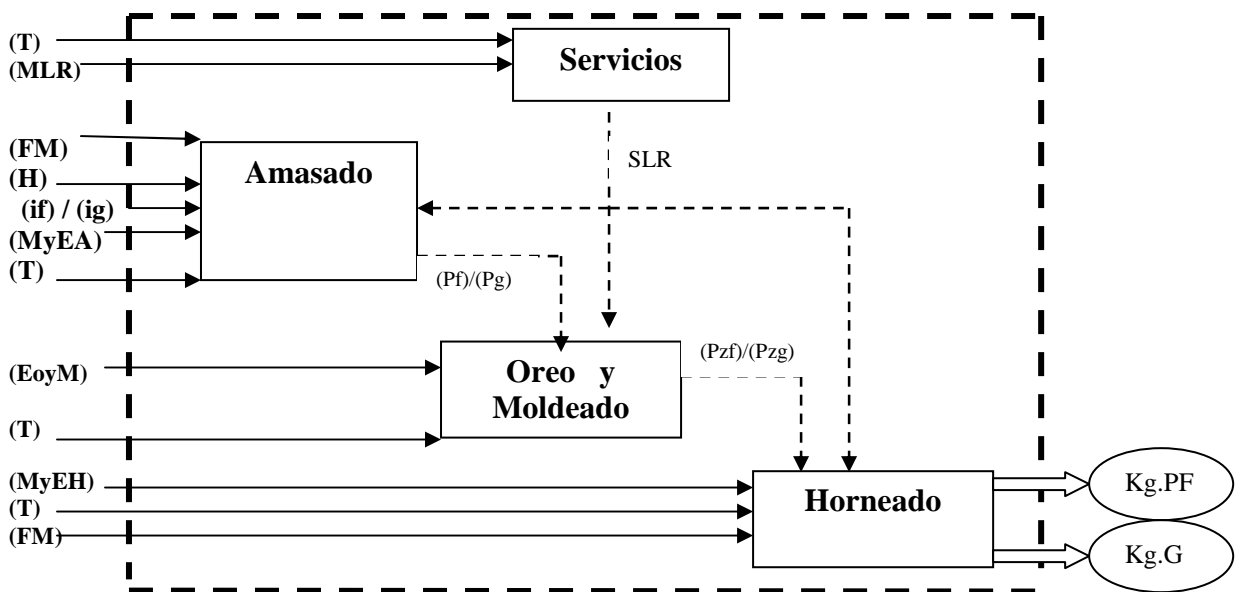 (T)
(MLR)
Servicios
(FM)
(H)
(if) / (ig)
(MyEA)
(T)
Amasado
SLR
(Pf)/(Pg)
(EoyM)
(T)
Oreo y
Moldeado
(Pzf)/(Pzg)
(MyEH)
(T)
(FM)
Horneado
Kg.PF
Kg.G